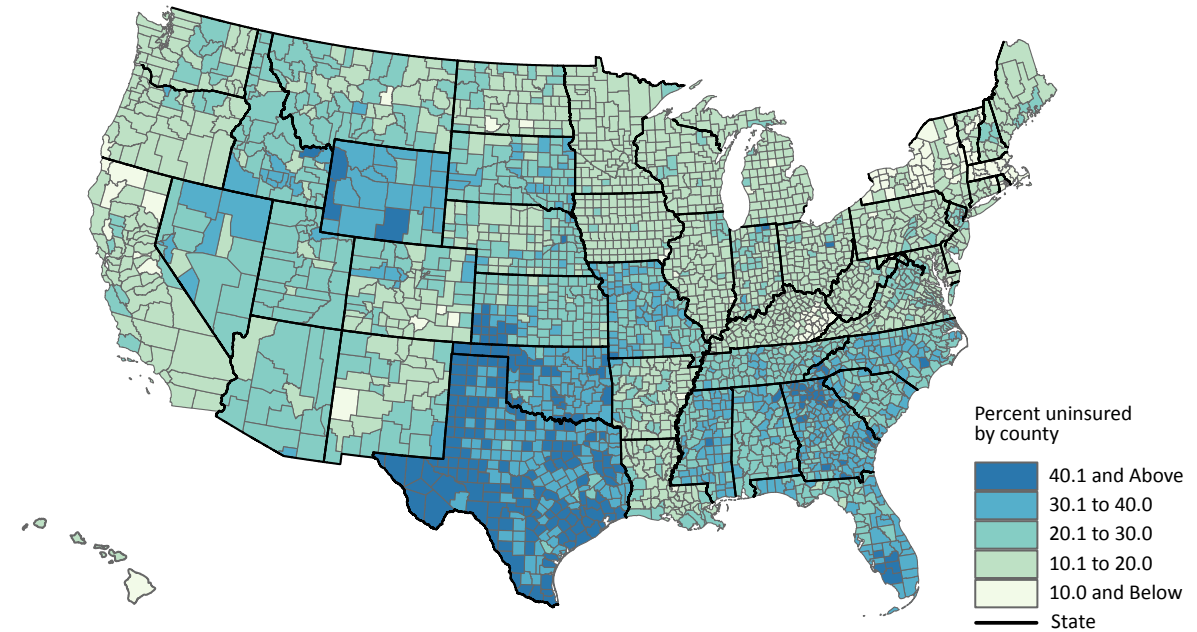 Percent uninsured
by county
40.1 and Above
30.1 to 40.0
20.1 to 30.0
10.1 to 20.0
10.0 and Below
State